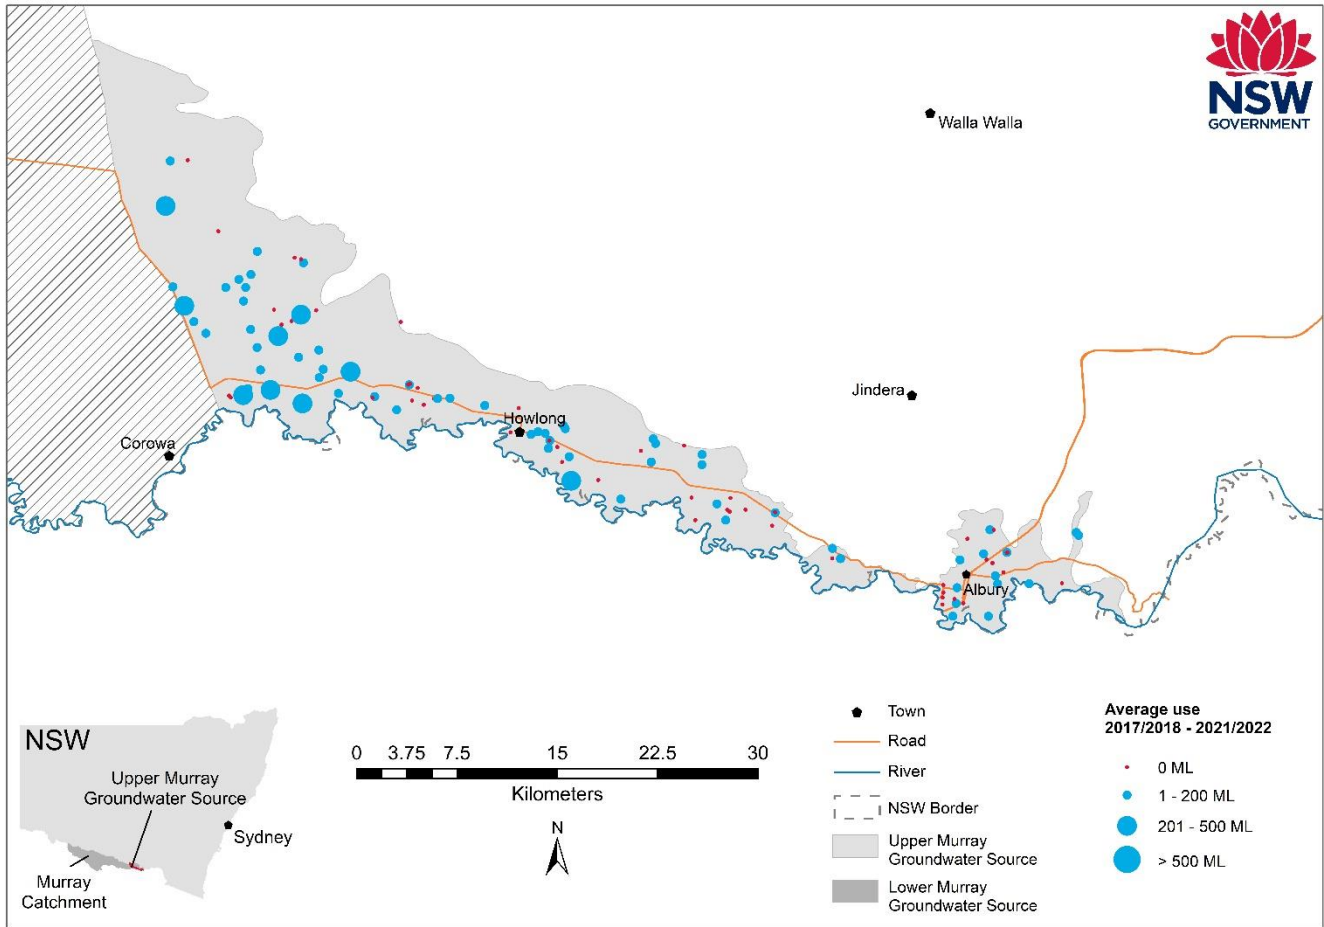 NSW
GOVERNMENT
Walla Walla
Jindera
Howlong
Corowa
Albury
NSW
Upper Murray
Groundwater Source
Sydney
Murray
Catchment
0 3.75 7.5 15 22.5 30
Kilometers
N
Town
Road
River
NSW Border
Upper Murray
Groundwater Source
Lower Murray
Groundwater Source
Average use
2017/2018 - 2021/2022
0 ML
1 - 200 ML
201 - 500 ML
> 500 ML